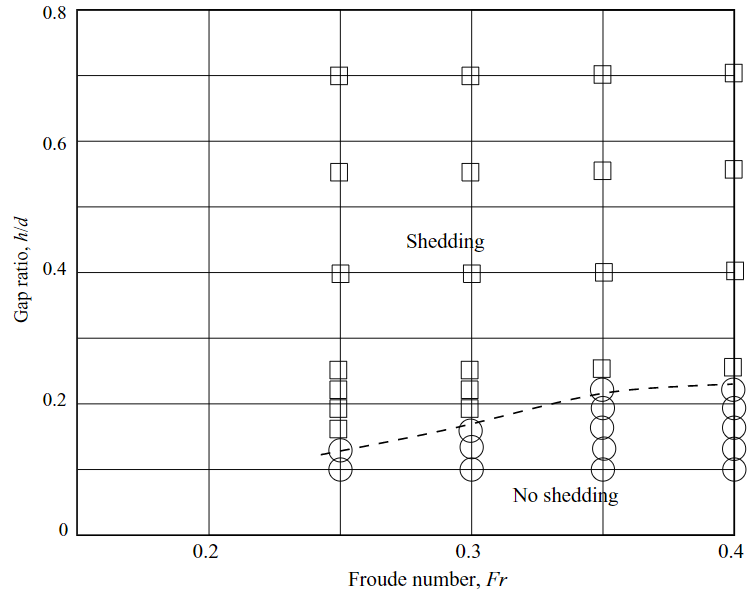 0.8
0.6
Shedding
Gap ratio, h/d
0.4
0.2
No shedding
0
0.2
0.3
0.4
Froude number, Fr